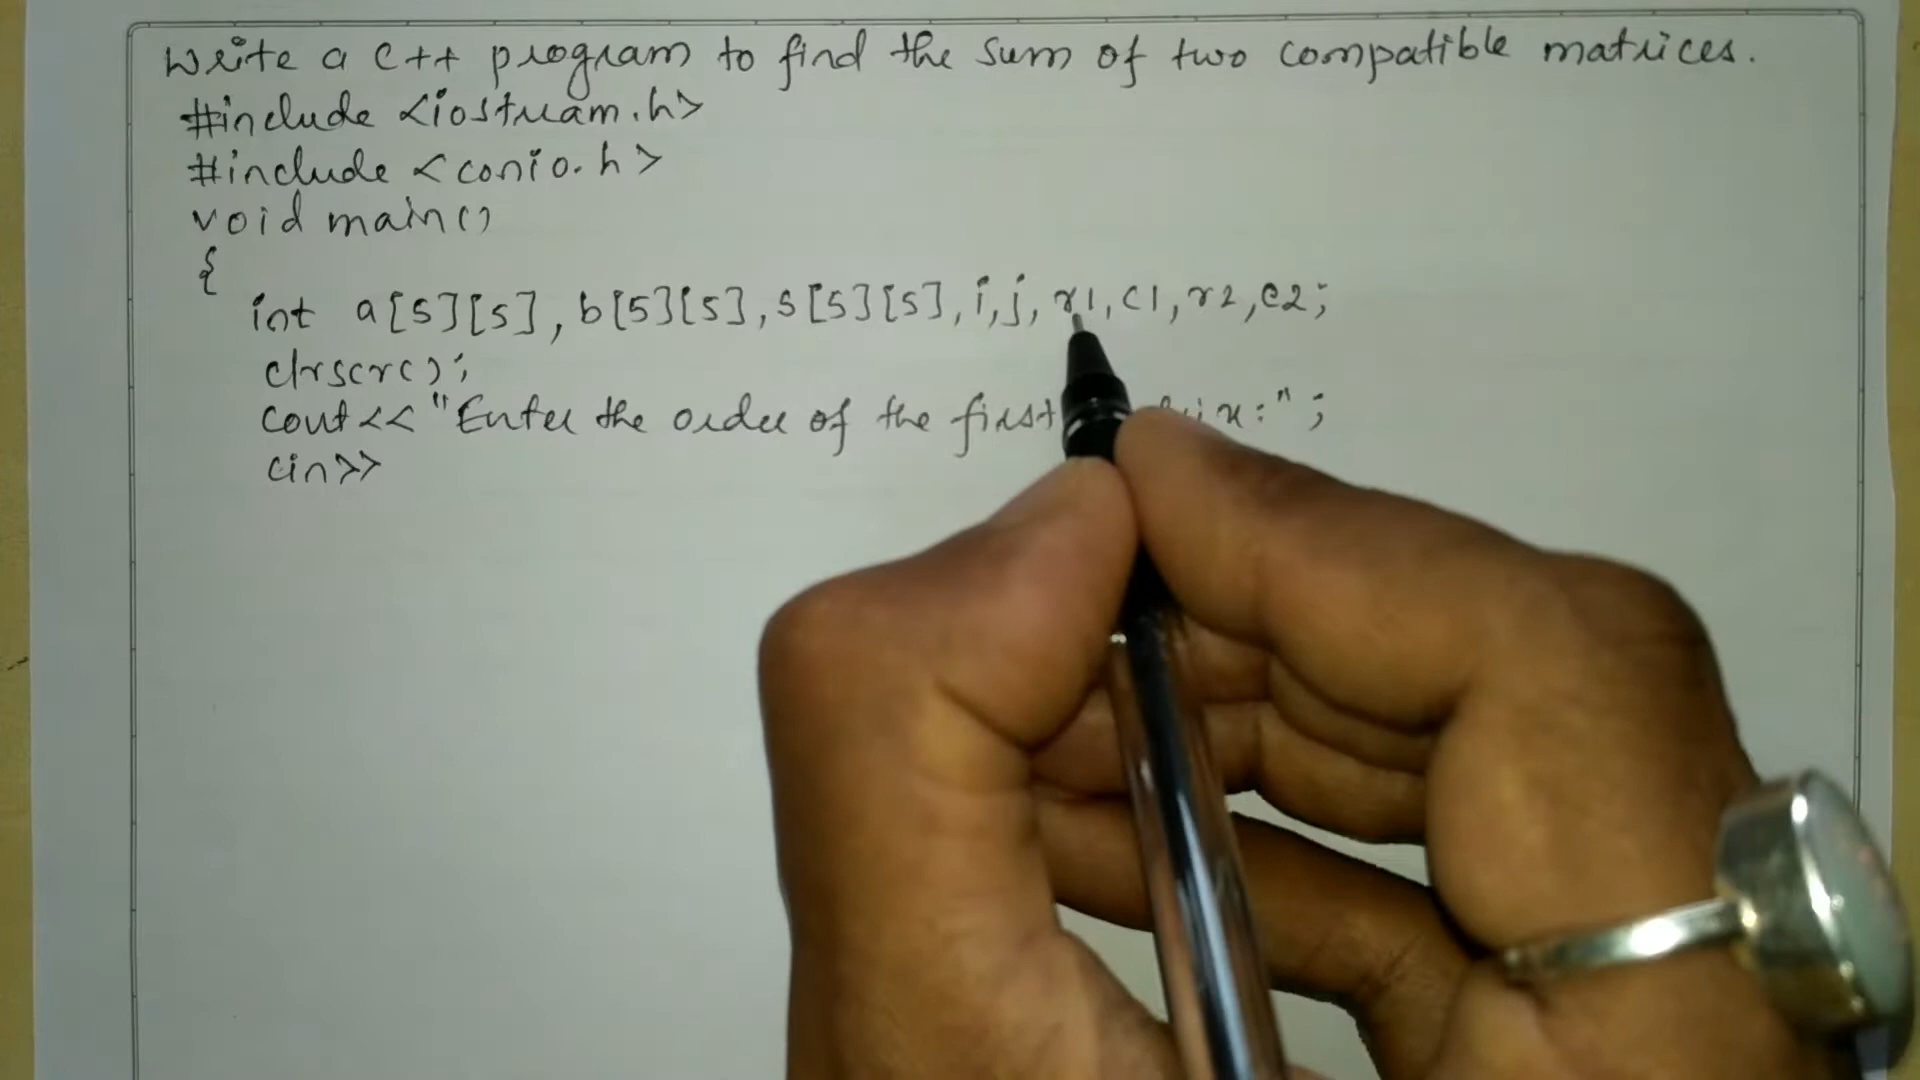 Write a C++ program to find the sum of two compatible matrices.
#include <iostream.h>
#include <conio.h>
void main()
{
int a[5][5], b[5][5], s[5][5], i, j, r1, c1, r2, c2;
clrscr();
cout<< "Enter the order of the first :" ;
cin>>